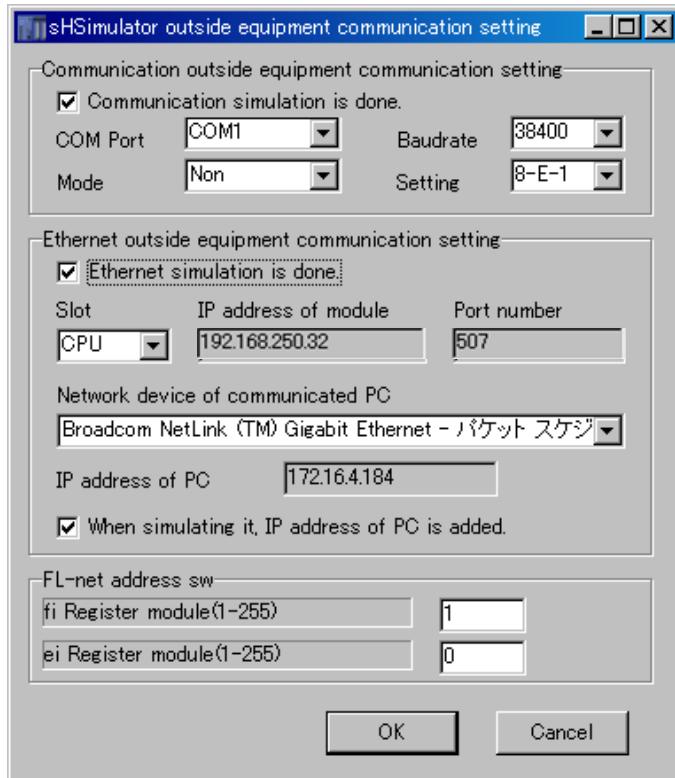 sHSimulator outside equipment communication setting
Communication outside equipment communication setting
Communication simulation is done.
COM Port COM1 Baudrate 38400
Mode Non Setting 8-E-1
Ethernet outside equipment communication setting
Ethernet simulation is done.
Slot IP address of module Port number
CPU 192.168.250.32 507
Network device of communicated PC
Broadcom NetLink (TM) Gigabit Ethernet - パケット スケジ
IP address of PC 172.16.4.184
When simulating it, IP address of PC is added.
FL-net address sw
fi Register module(1-255) 1
ei Register module(1-255) 0
OK Cancel